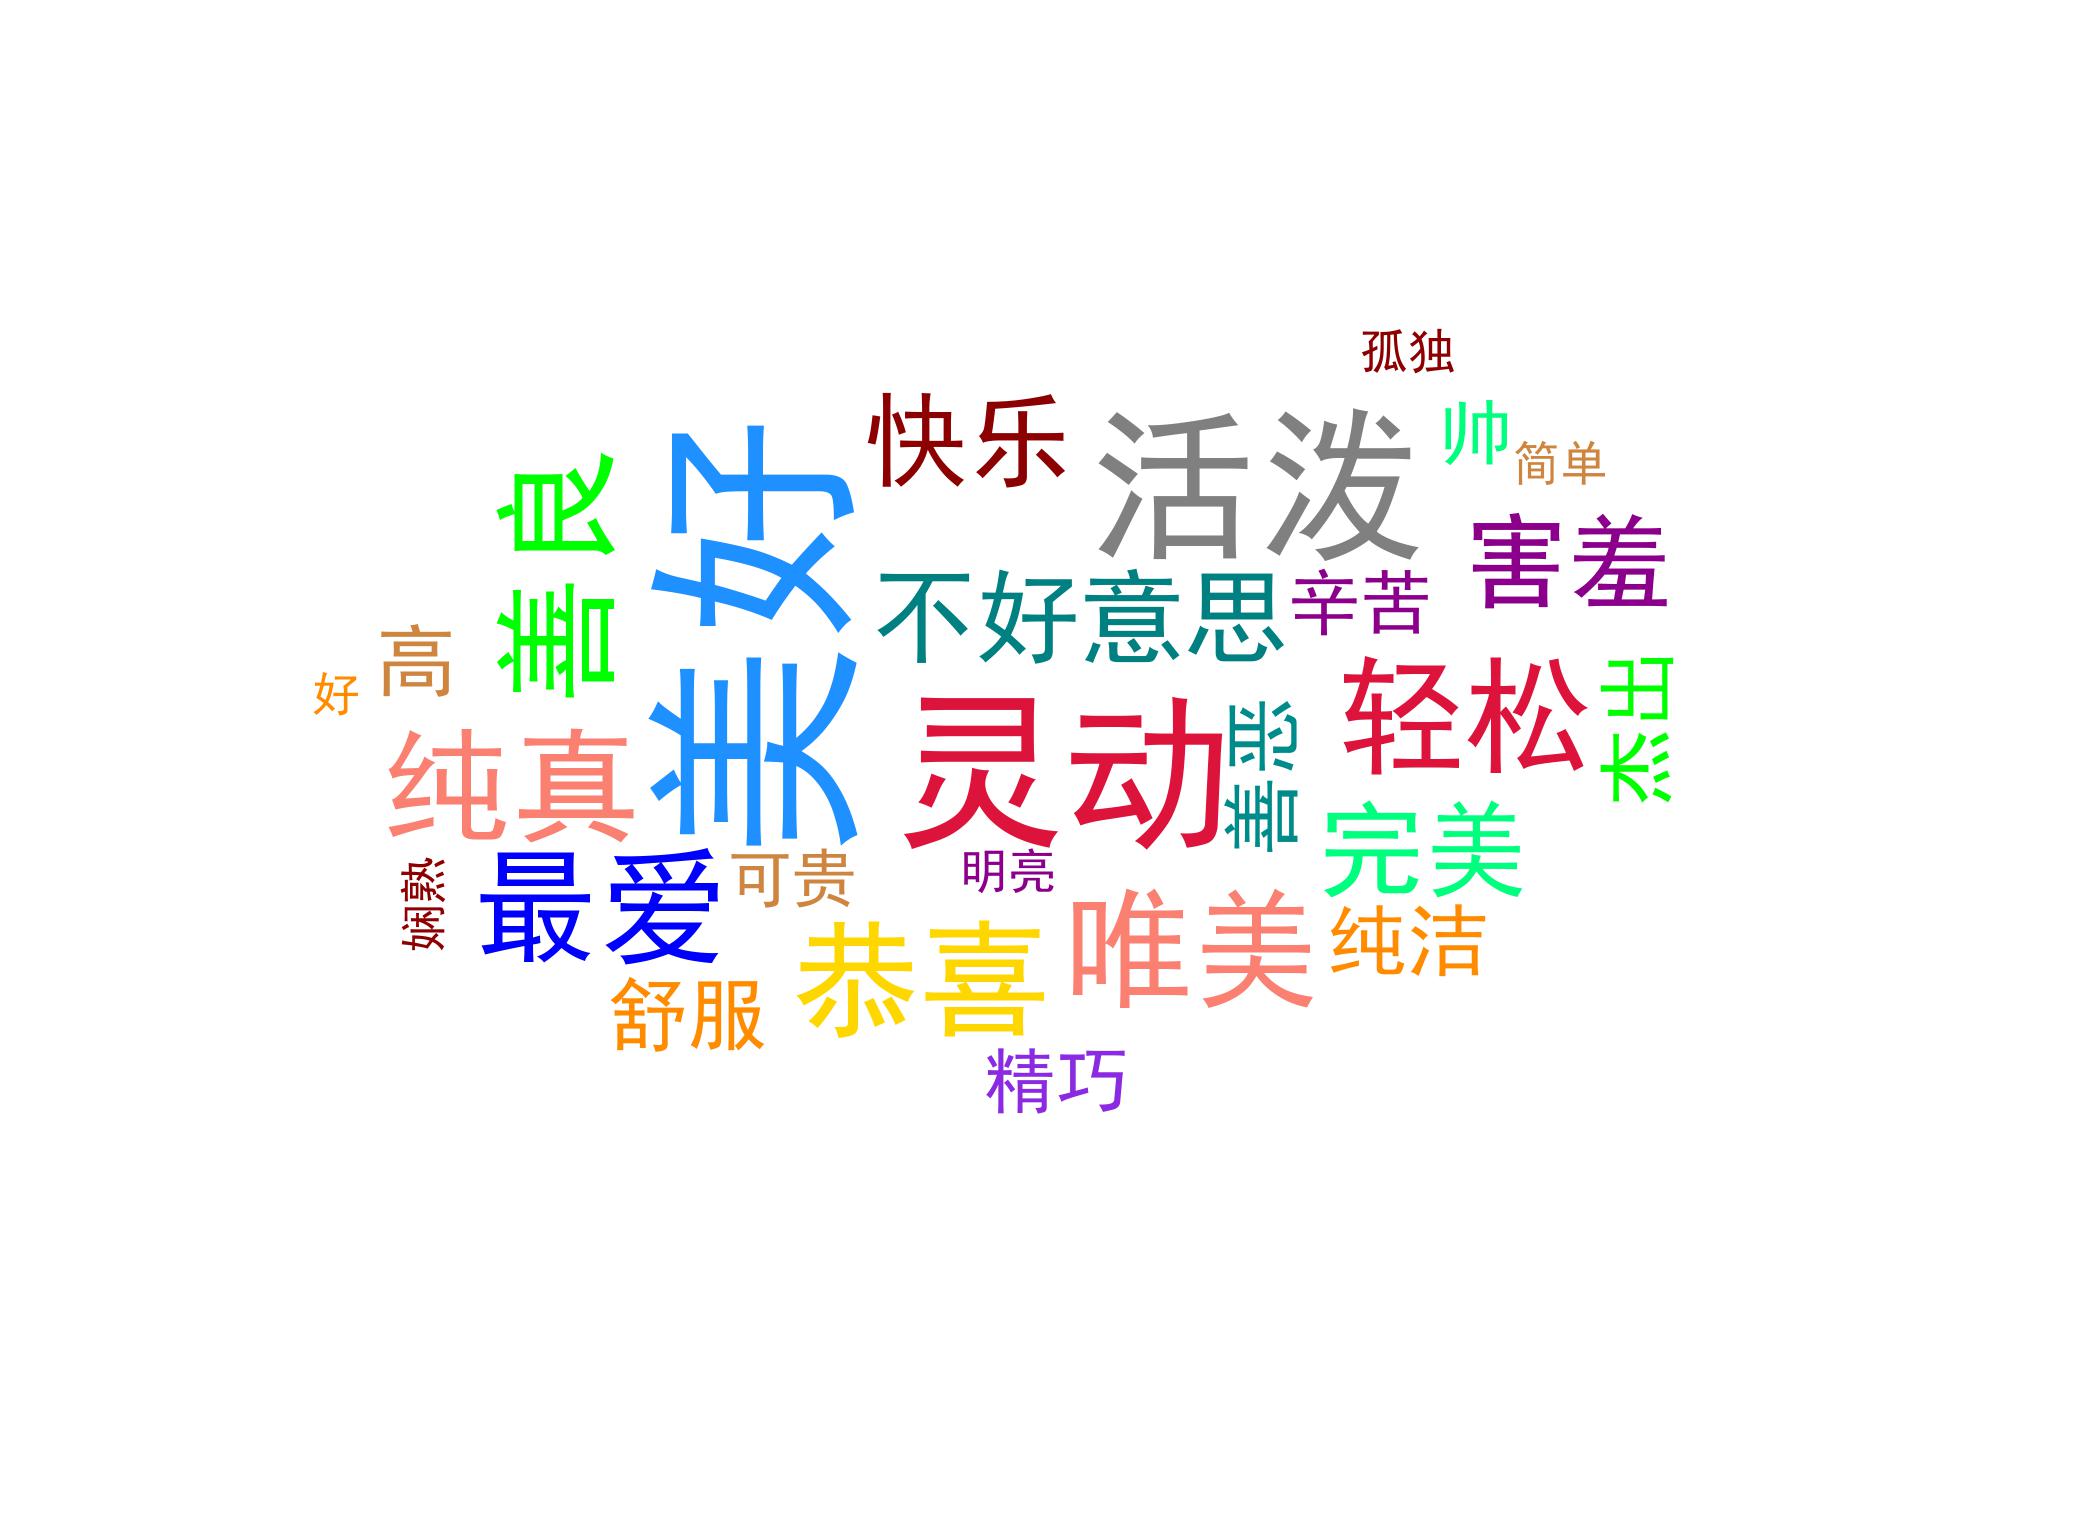 孤独
快乐
活泼
帅
简单
善良
美好
害羞
不好意思
辛苦
高
好
轻松
杰出
纯真
灵动
善恶
完美
娴熟
最爱
可贵
明亮
唯美
纯洁
恭喜
舒服
精巧